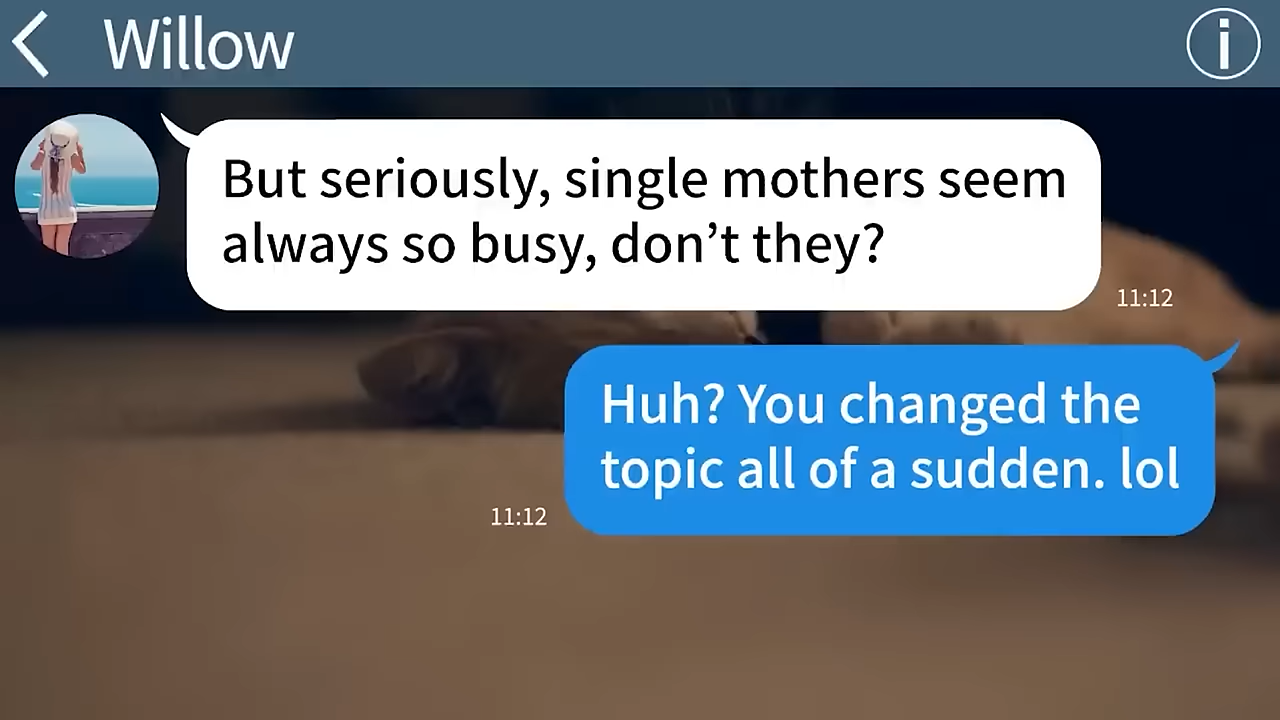 Willow
But seriously, single mothers seem
always so busy, don’t they?
11:12
Huh? You changed the
topic all of a sudden. lol
11:12